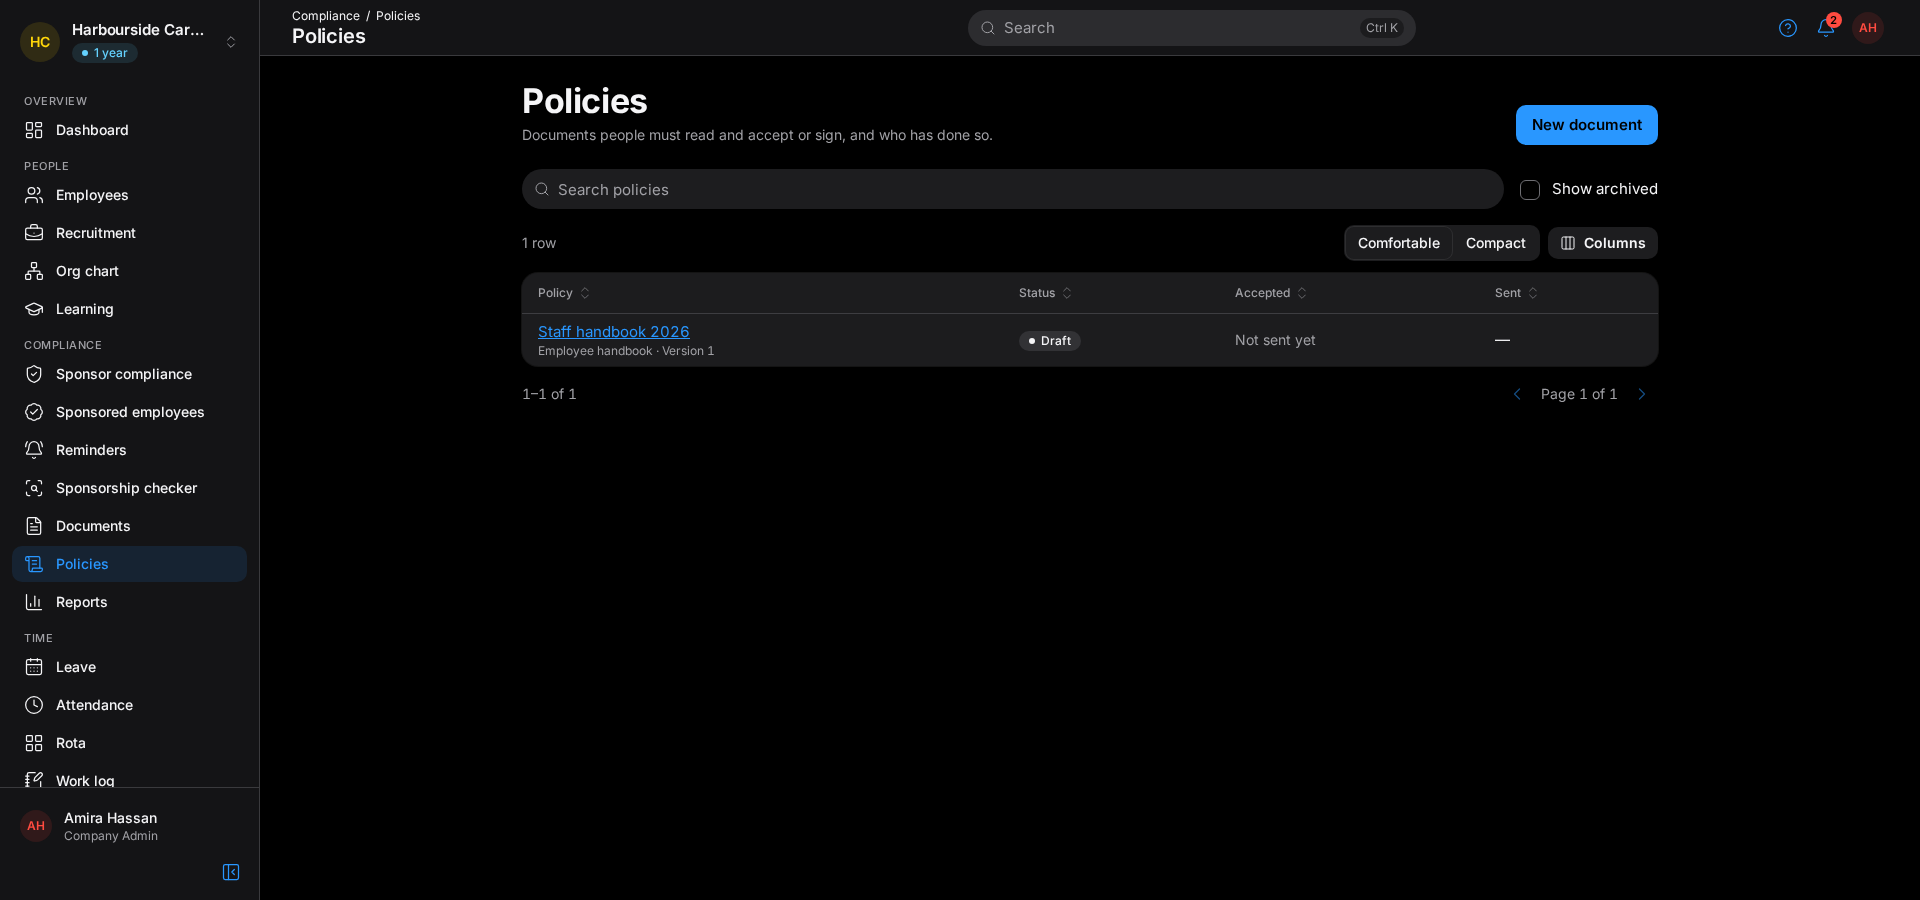 HC
Harbourside Car...
1 year
OVERVIEW
Dashboard
PEOPLE
Employees
Recruitment
Org chart
Learning
COMPLIANCE
Sponsor compliance
Sponsored employees
Reminders
Sponsorship checker
Documents
Policies
Reports
TIME
Leave
Attendance
Rota
Work log
AH
Amira Hassan
Company Admin
Compliance / Policies
Policies
Search
Ctrl K
2
AH
Policies
Documents people must read and accept or sign, and who has done so.
New document
Search policies
Show archived
1 row
Comfortable
Compact
Columns
Policy
Status
Accepted
Sent
Staff handbook 2026
Employee handbook · Version 1
Draft
Not sent yet
—
1–1 of 1
Page 1 of 1